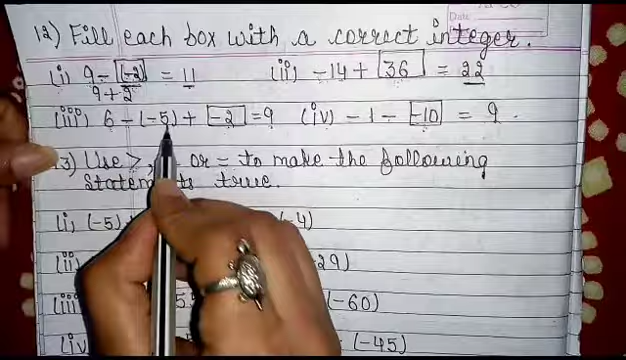 12) Fill each box with a correct integer.
(i) 9 - (-2) = 11 (ii) -14 + 36 = 22
9 + 2
(iii) 6 - (-5) + -2 = 9 (iv) -1 - -10 = 9.
13) Use >, or = to make the following
statements true.
(i) (-5) -4)
(ii) 29)
(iii) (-60)
(iv) = (-45)
Date